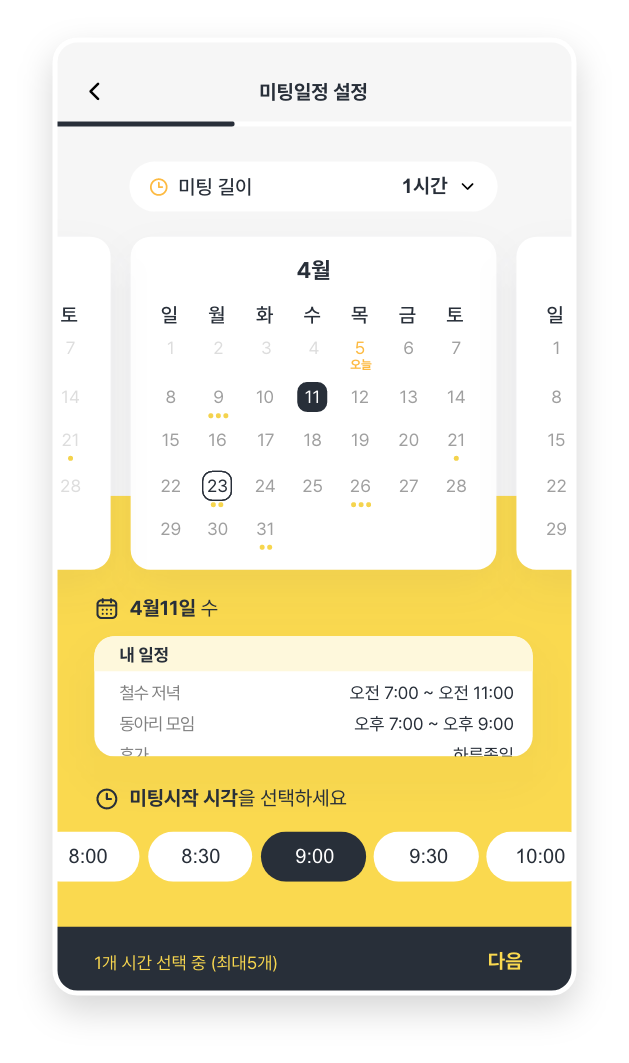 미팅일정 설정
미팅 길이 1시간
4월
토 일 월 화 수 목 금 토 일
7 1 2 3 4 5 6 7 1
오늘
14 8 9 10 11 12 13 14 8
21 15 16 17 18 19 20 21 15
28 22 23 24 25 26 27 28 22
29 30 31 29
4월11일 수
내 일정
철수 저녁 오전 7:00 ~ 오전 11:00
동아리 모임 오후 7:00 ~ 오후 9:00
휴가 하루종일
미팅시작 시각을 선택하세요
8:00 8:30 9:00 9:30 10:00
1개 시간 선택 중 (최대5개) 다음